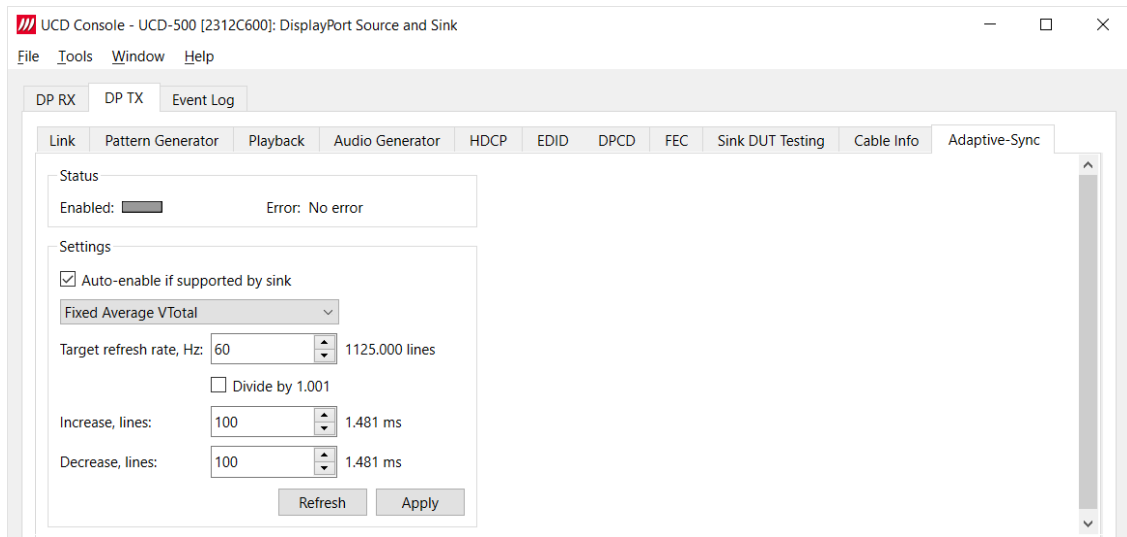 UCD Console - UCD-500 [2312C600]: DisplayPort Source and Sink
File Tools Window Help
DP RX DP TX Event Log
Link Pattern Generator Playback Audio Generator HDCP EDID DPCD FEC Sink DUT Testing Cable Info Adaptive-Sync
Status
Enabled: Error: No error
Settings
Auto-enable if supported by sink
Fixed Average VTotal
Target refresh rate, Hz: 60 1125.000 lines
Divide by 1.001
Increase, lines: 100 1.481 ms
Decrease, lines: 100 1.481 ms
Refresh Apply